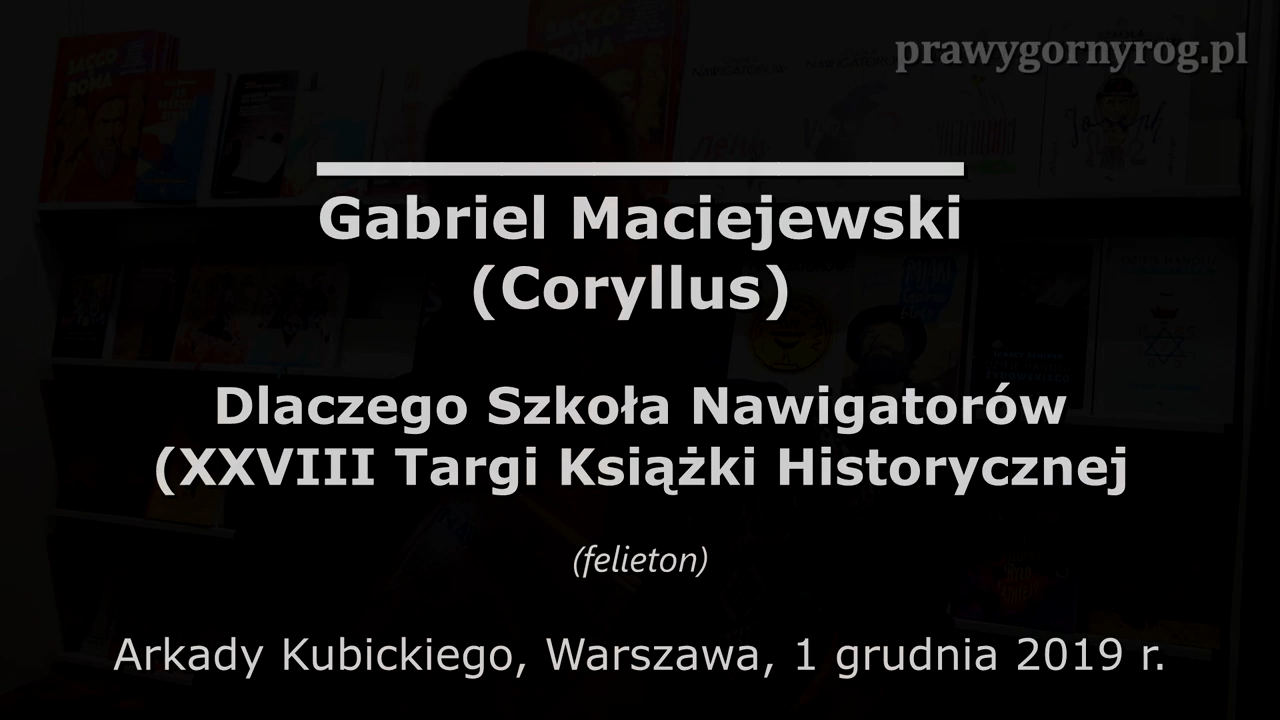 prawygornyrog.pl
Gabriel Maciejewski
(Coryllus)
Dlaczego Szkoła Nawigatorów
(XXVIII Targi Książki Historycznej
(felieton)
Arkady Kubickiego, Warszawa, 1 grudnia 2019 r.